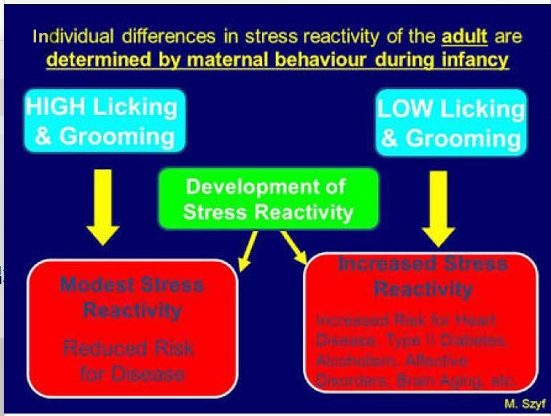 Individual differences in stress reactivity of the adult are
determined by maternal behaviour during infancy
HIGH Licking
& Grooming
LOW Licking
& Grooming
Development of
Stress Reactivity
Modest Stress
Reactivity
Reduced Risk
for Disease
Increased Stress
Reactivity
Increased Risk for Heart
Disease, Type II Diabetes,
Alcoholism, Affective
Disorders, Brain Aging, etc.
M. Szyf